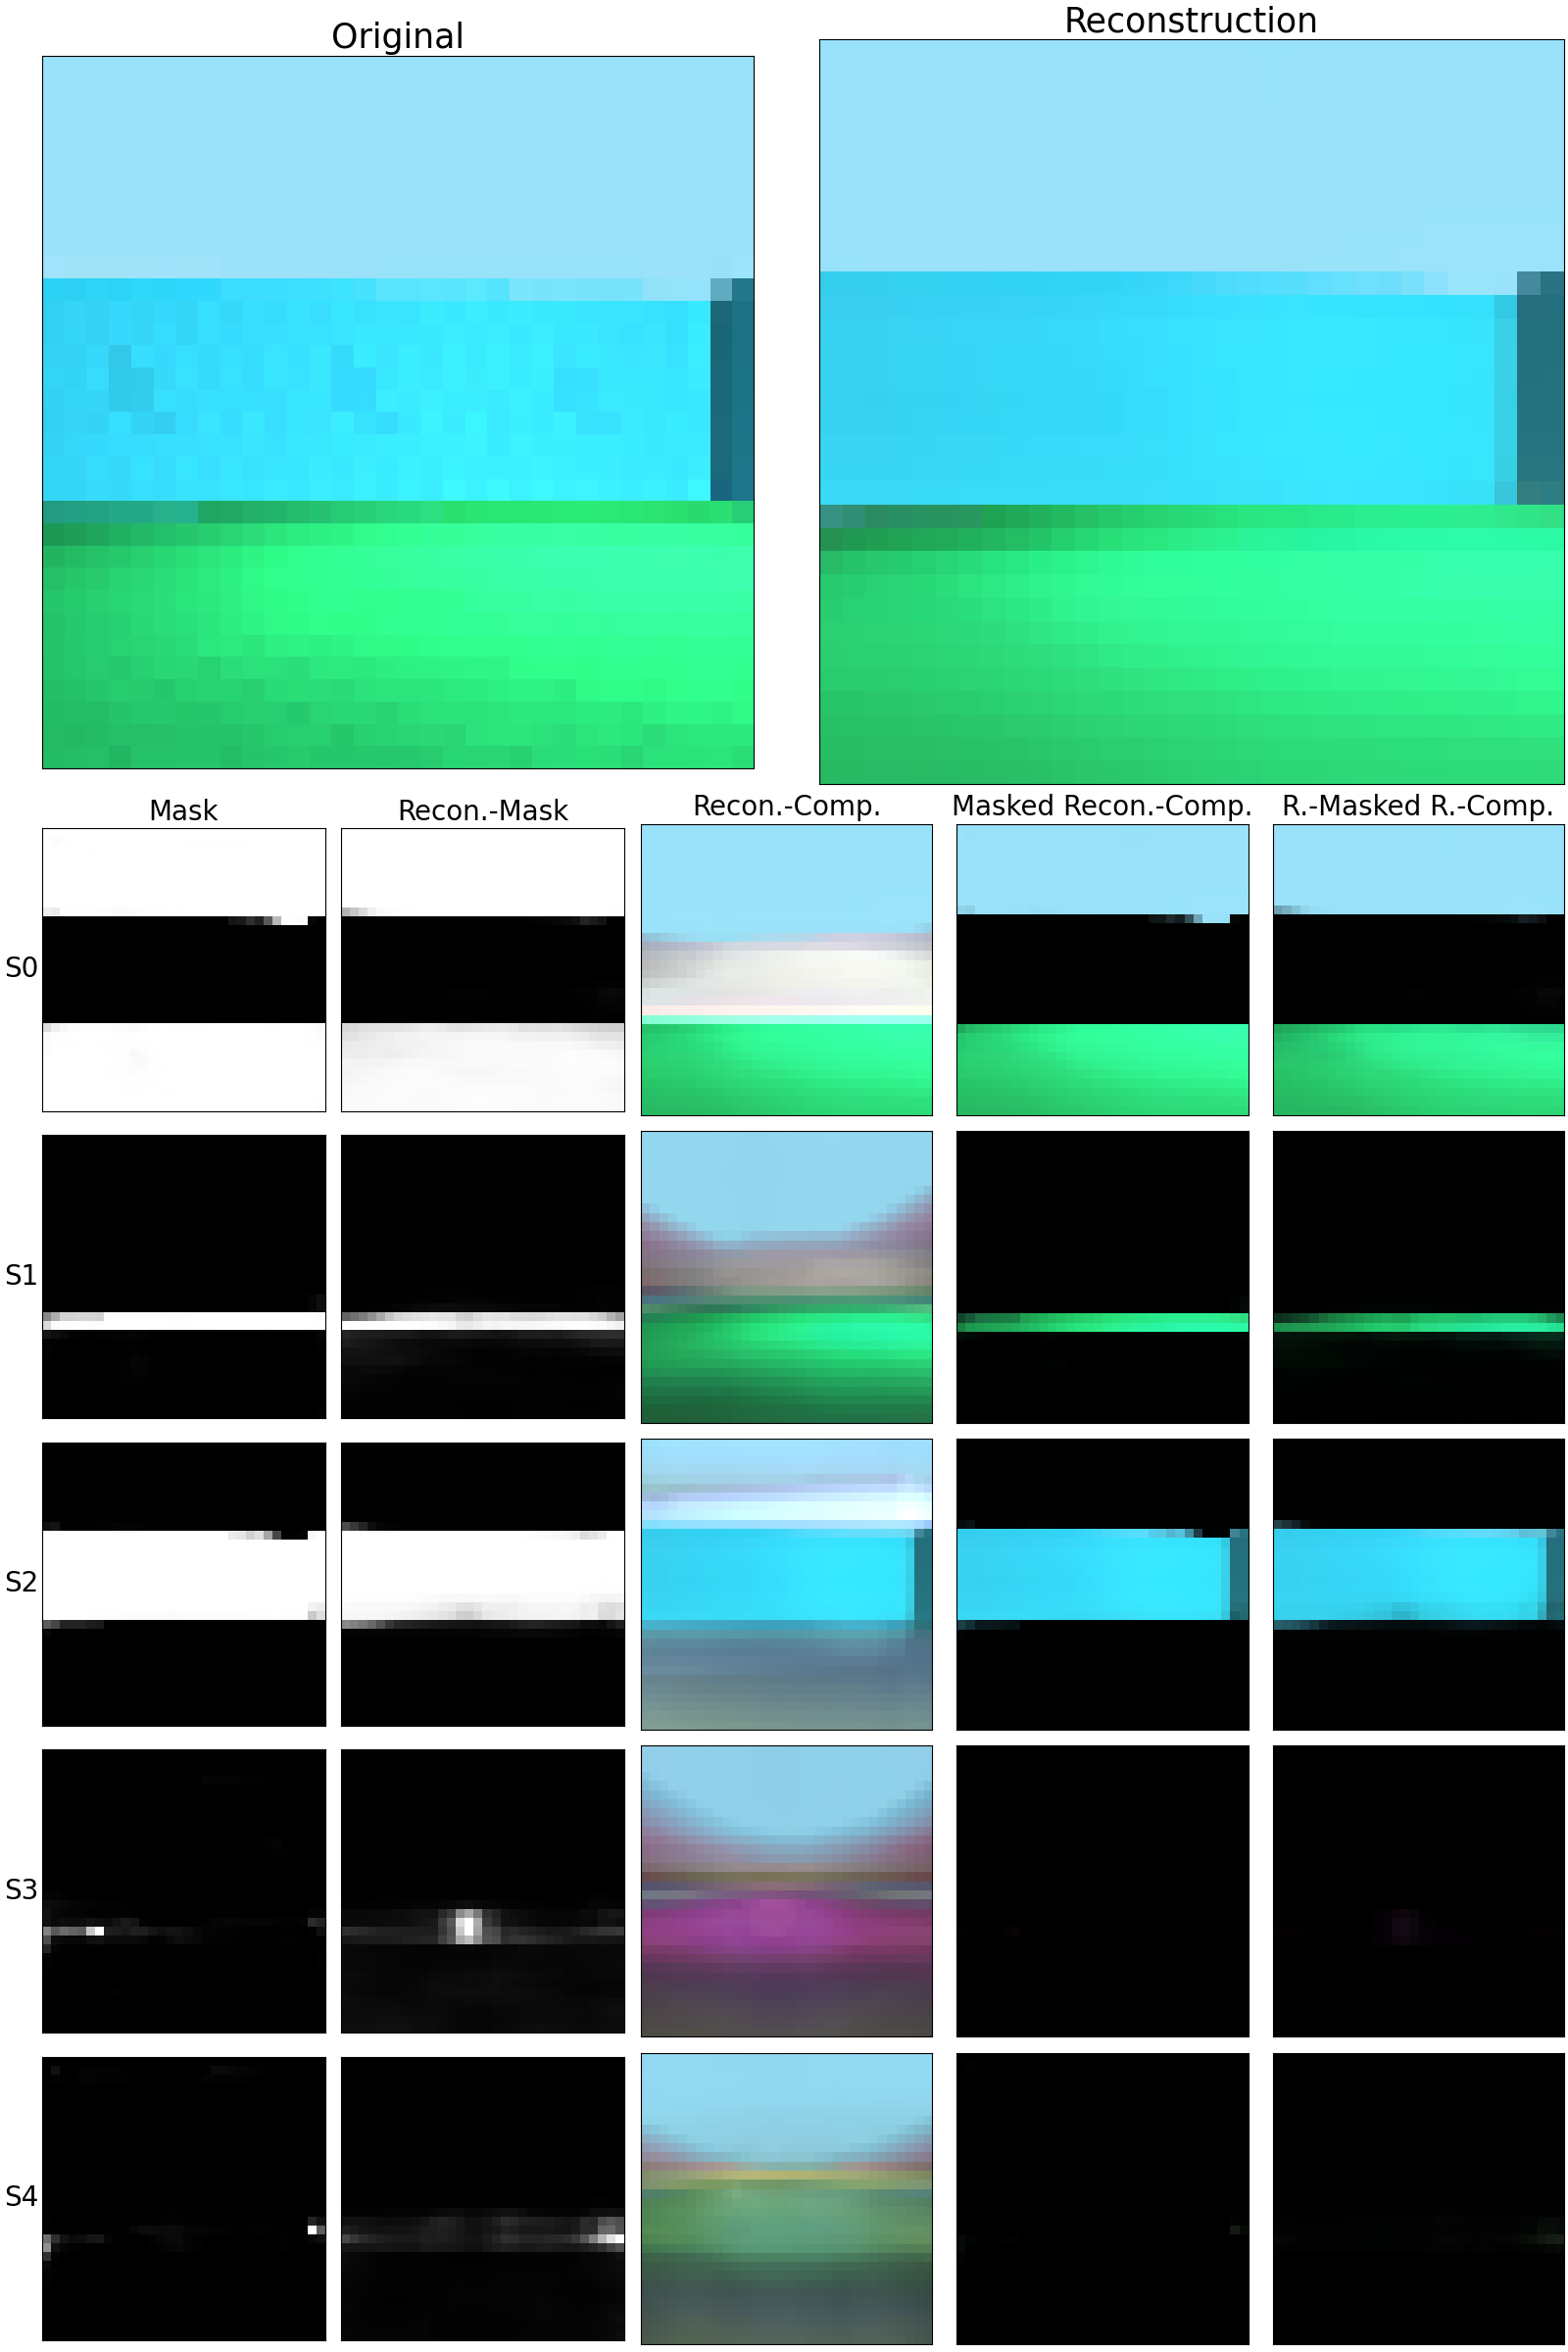 Original
Reconstruction
Mask
Recon.-Mask
Recon.-Comp.
Masked Recon.-Comp.
R.-Masked R.-Comp.
S0
S1
S2
S3
S4